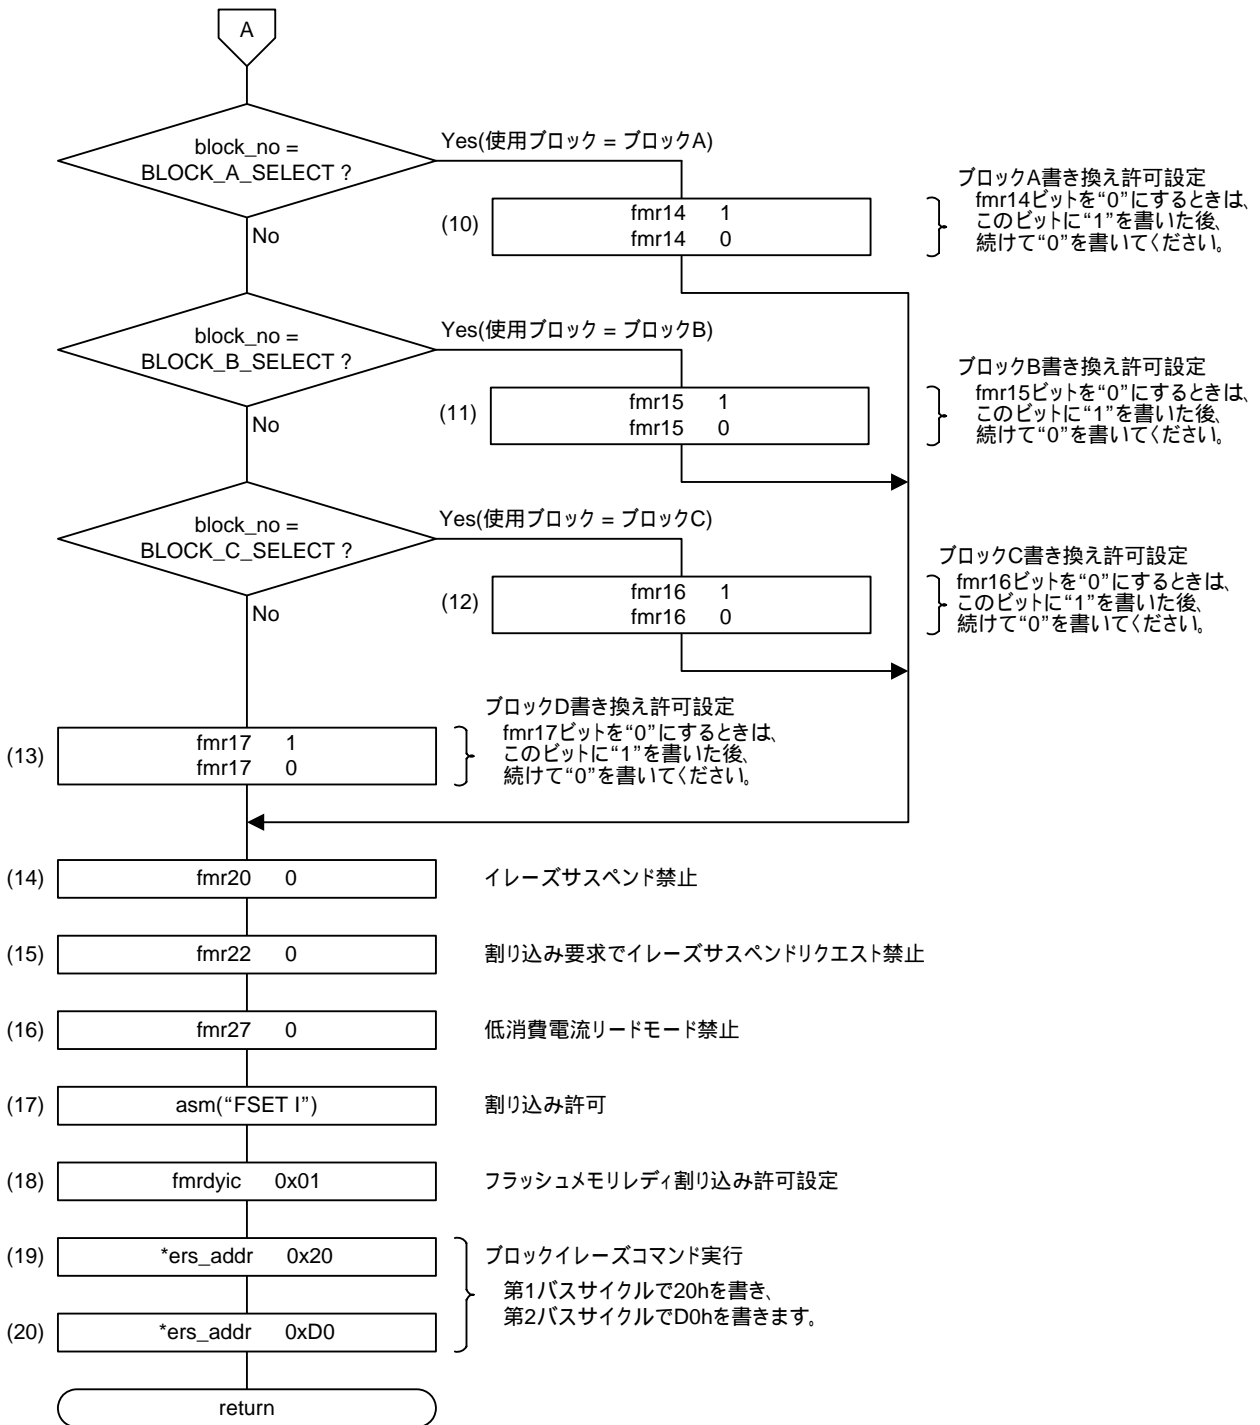 A
block_no =
BLOCK_A_SELECT ?
Yes(使用ブロック = ブロックA)
No
(10)
fmr14 1
fmr14 0
ブロックA書き換え許可設定
fmr14ビットを“0”にするときは、
このビットに“1”を書いた後、
続けて“0”を書いてください。
block_no =
BLOCK_B_SELECT ?
Yes(使用ブロック = ブロックB)
No
(11)
fmr15 1
fmr15 0
ブロックB書き換え許可設定
fmr15ビットを“0”にするときは、
このビットに“1”を書いた後、
続けて“0”を書いてください。
block_no =
BLOCK_C_SELECT ?
Yes(使用ブロック = ブロックC)
No
(12)
fmr16 1
fmr16 0
ブロックC書き換え許可設定
fmr16ビットを“0”にするときは、
このビットに“1”を書いた後、
続けて“0”を書いてください。
(13)
fmr17 1
fmr17 0
ブロックD書き換え許可設定
fmr17ビットを“0”にするときは、
このビットに“1”を書いた後、
続けて“0”を書いてください。
(14) fmr20 0 イレーズサスペンド禁止
(15) fmr22 0 割り込み要求でイレーズサスペンドリクエスト禁止
(16) fmr27 0 低消費電流リードモード禁止
(17) asm(“FSET I”) 割り込み許可
(18) fmrdyic 0x01 フラッシュメモリレディ割り込み許可設定
(19) *ers_addr 0x20 ブロックイレーズコマンド実行
第1バスサイクルで20hを書き、
第2バスサイクルでD0hを書きます。
(20) *ers_addr 0xD0
return